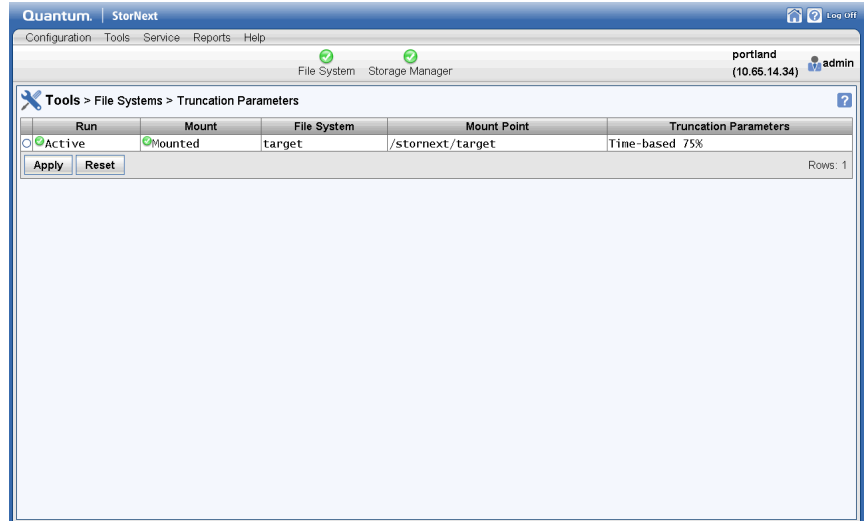 Quantum. StorNext Log Off
Configuration Tools Service Reports Help
File System Storage Manager portland (10.65.14.34) admin
Tools > File Systems > Truncation Parameters
Run Mount File System Mount Point Truncation Parameters
Active Mounted target /stornext/target Time-based 75%
Apply Reset Rows: 1